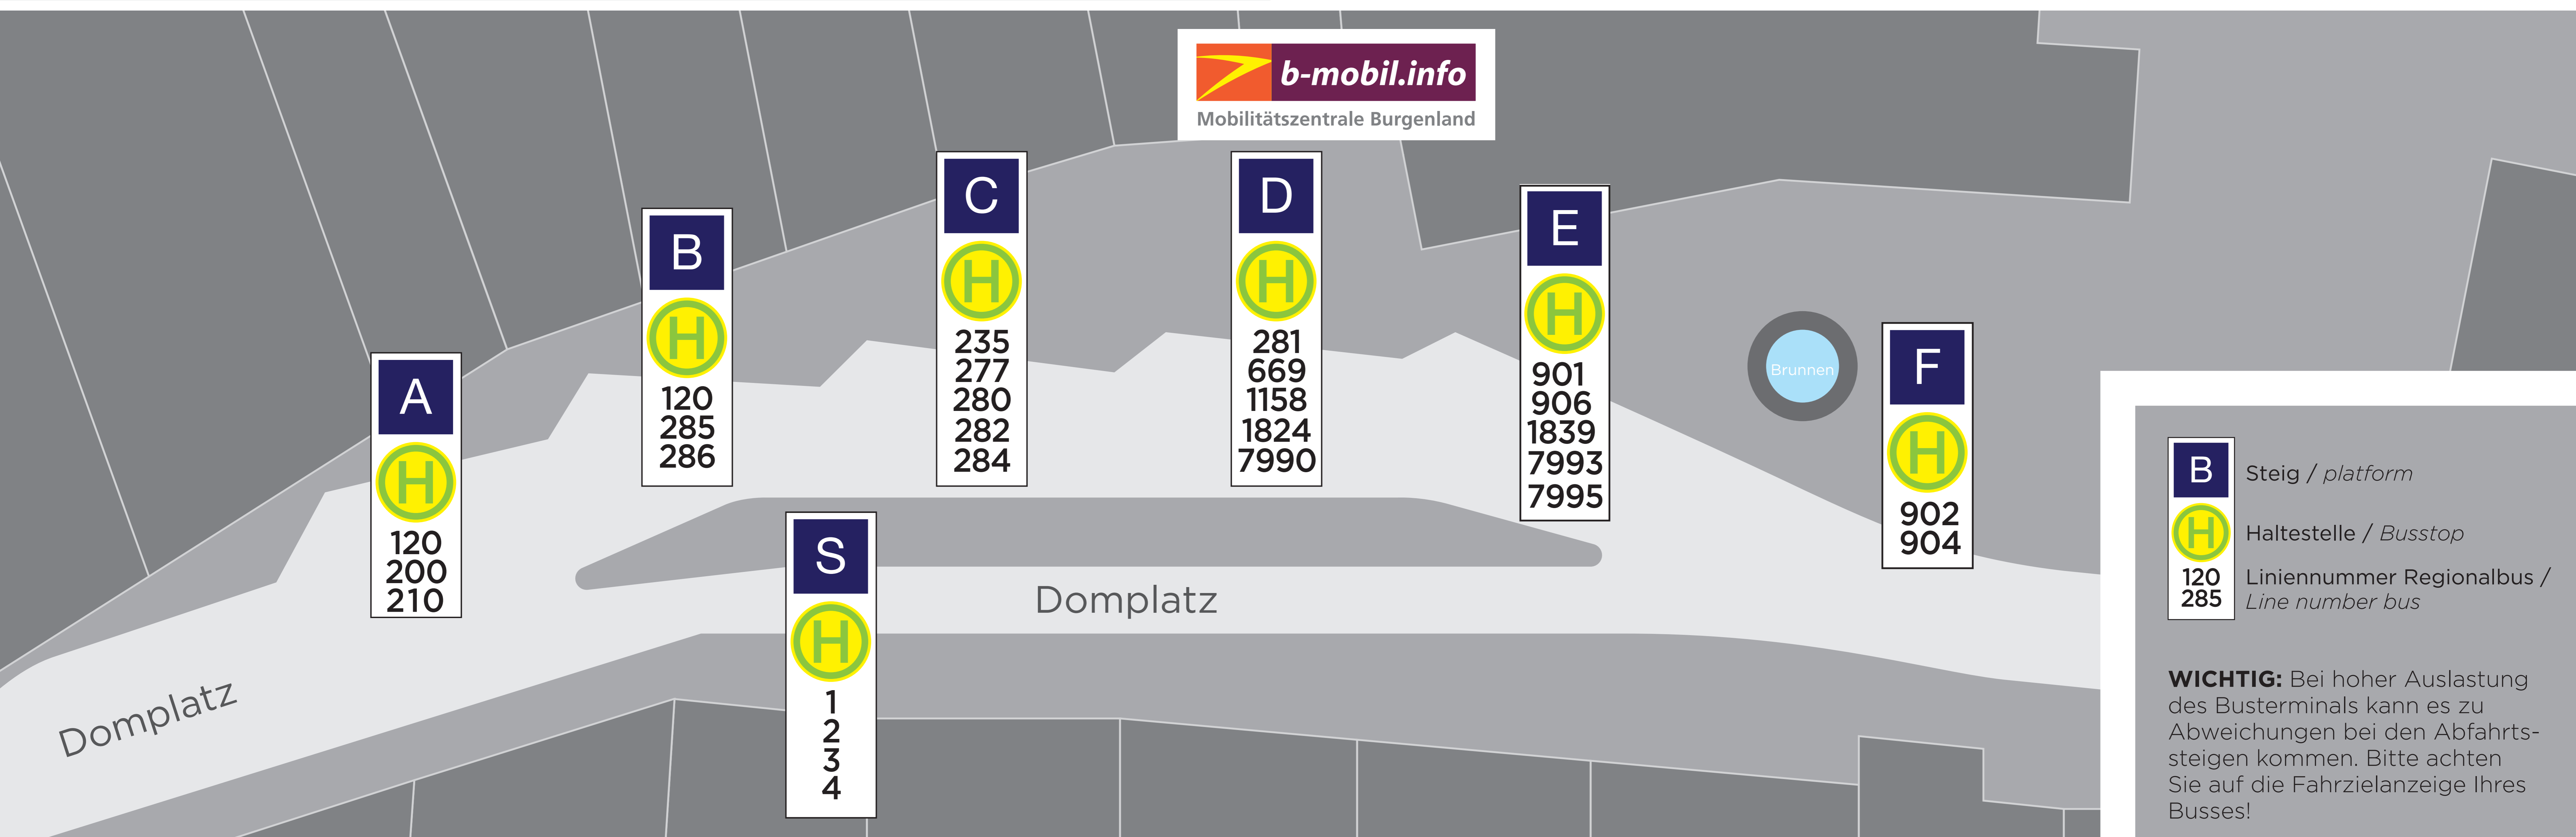 b-mobil.info
Mobilitätszentrale Burgenland
A
H
120
200
210
B
H
120
285
286
C
H
235
277
280
282
284
D
H
281
669
1158
1824
7990
E
H
901
906
1839
7993
7995
Brunnen
F
H
902
904
S
H
1
2
3
4
Domplatz
Domplatz
B
Steig / platform
H
Haltestelle / Busstop
120
285
Liniennummer Regionalbus /
Line number bus
WICHTIG: Bei hoher Auslastung
des Busterminals kann es zu
Abweichungen bei den Abfahrts-
steigen kommen. Bitte achten
Sie auf die Fahrzielanzeige Ihres
Busses!